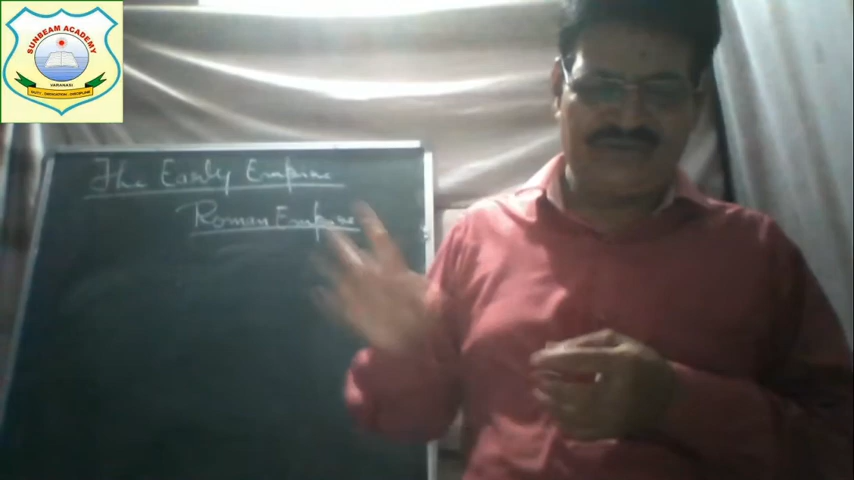 SUNBEAM ACADEMY
VARANASI
The Early Empire
Roman Empire